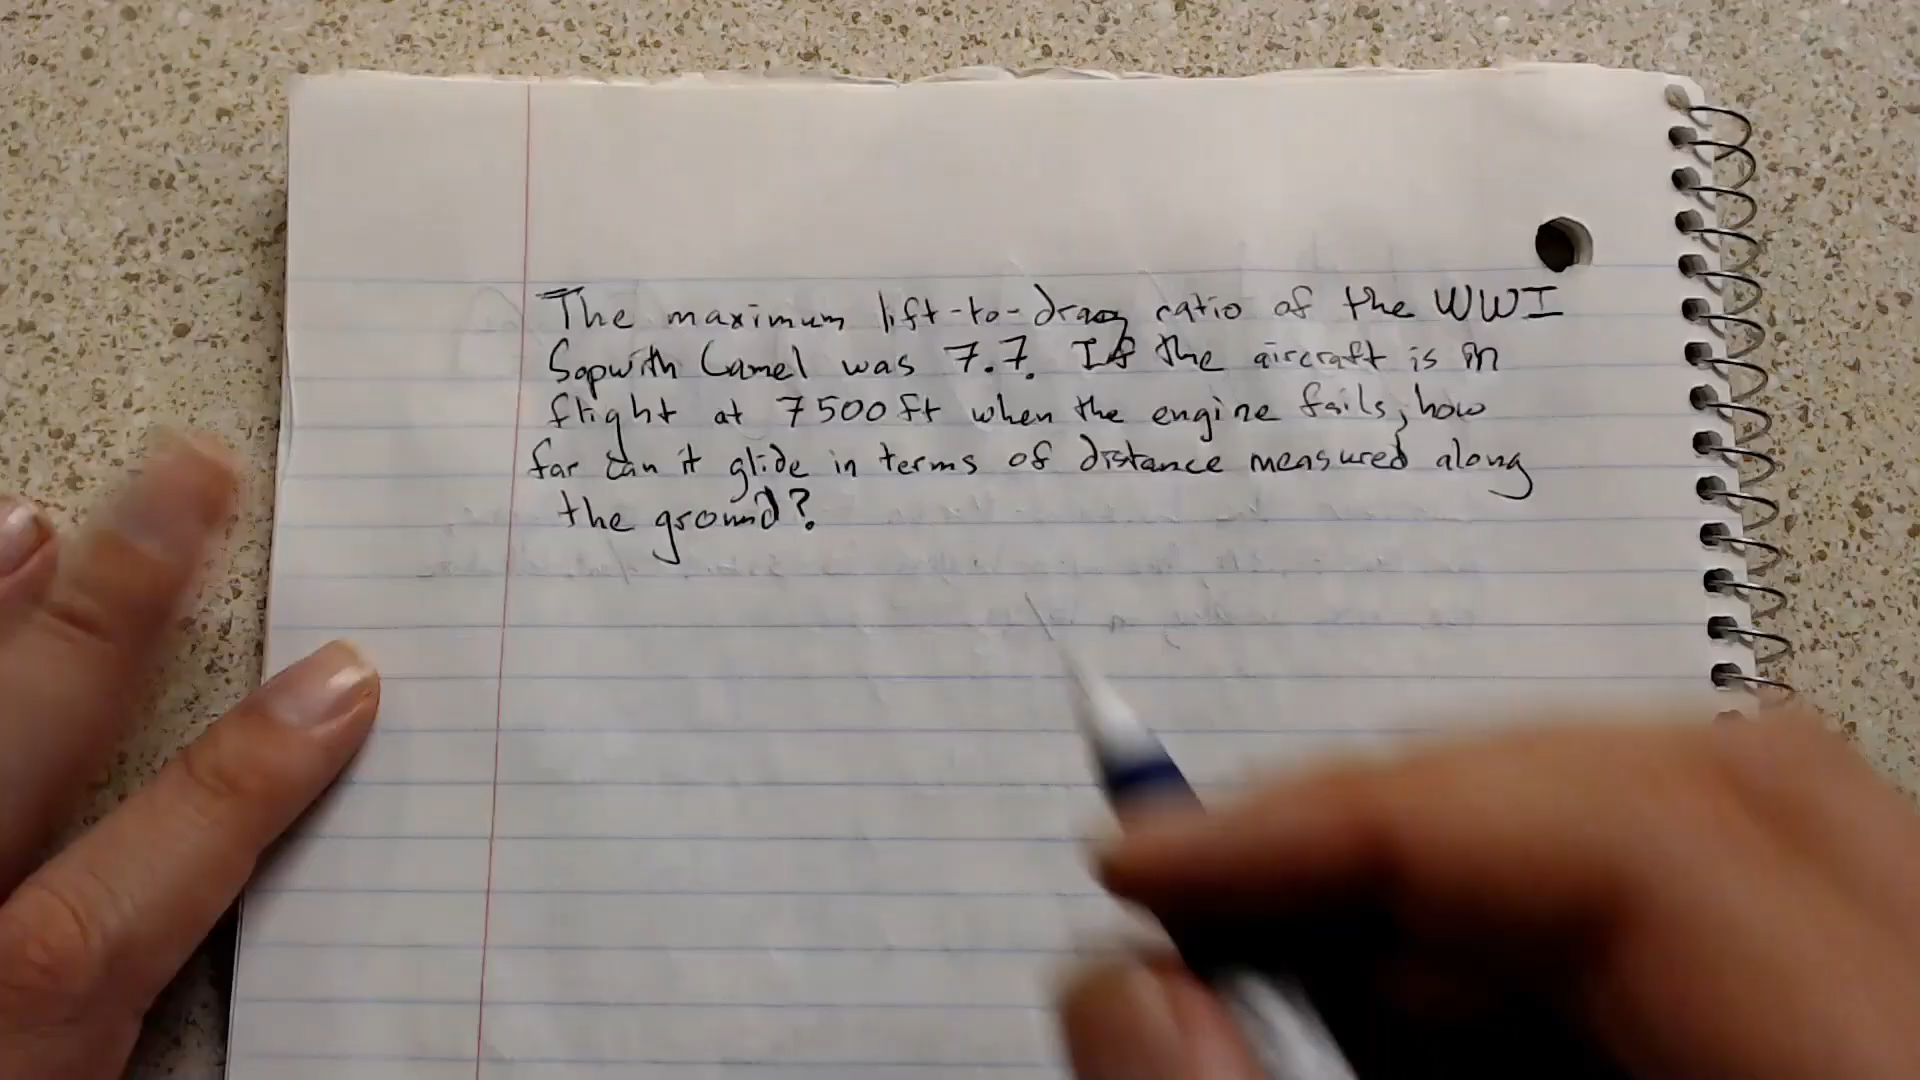 The maximum lift-to-drag ratio of the WWI
Sopwith Camel was 7.7. If the aircraft is in
flight at 7500ft when the engine fails, how
far can it glide in terms of distance measured along
the ground?